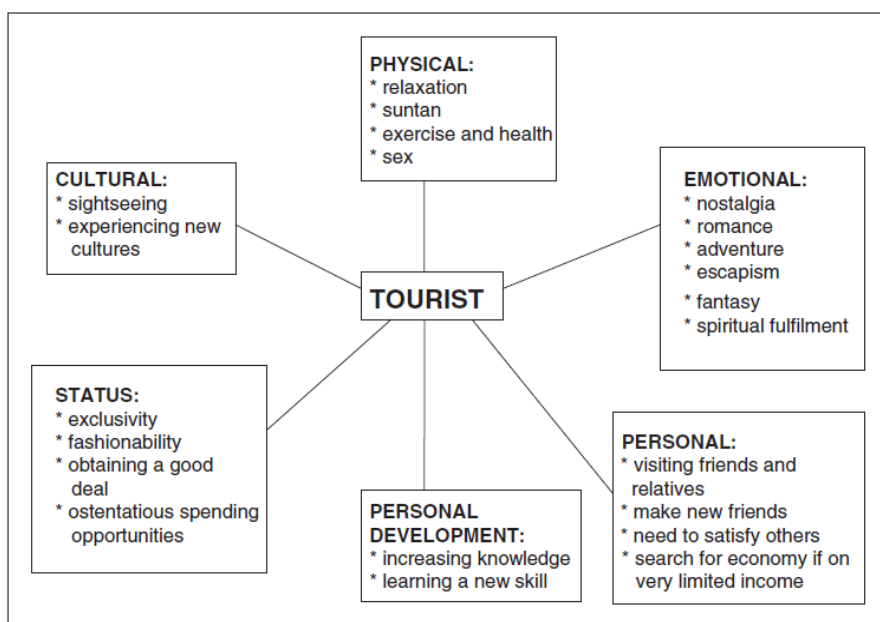 PHYSICAL:
* relaxation
* suntan
* exercise and health
* sex
CULTURAL:
* sightseeing
* experiencing new
cultures
EMOTIONAL:
* nostalgia
* romance
* adventure
* escapism
* fantasy
* spiritual fulfilment
TOURIST
STATUS:
* exclusivity
* fashionability
* obtaining a good
deal
* ostentatious spending
opportunities
PERSONAL
DEVELOPMENT:
* increasing knowledge
* learning a new skill
PERSONAL:
* visiting friends and
relatives
* make new friends
* need to satisfy others
* search for economy if on
very limited income